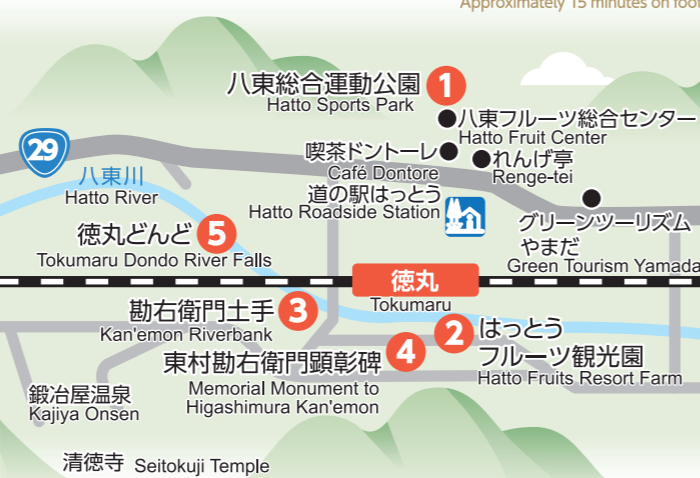 Approximately 15 minutes on foot
八東総合運動公園 1
Hatto Sports Park
八東フルーツ総合センター
Hatto Fruit Center
29
喫茶ドントーレ
Café Dontore
れんげ亭
Renge-tei
八東川
Hatto River
道の駅はっとう
Hatto Roadside Station
グリーンツーリズム
やまだ
Green Tourism Yamada
徳丸どんど 5
Tokumaru Dondo River Falls
徳丸
Tokumaru
勘右衛門土手 3
Kan'emon Riverbank
2 はっとう
フルーツ観光園
Hatto Fruits Resort Farm
東村勘右衛門顕彰碑 4
Memorial Monument to
Higashimura Kan'emon
鍛冶屋温泉
Kajiya Onsen
清徳寺 Seitokuji Temple